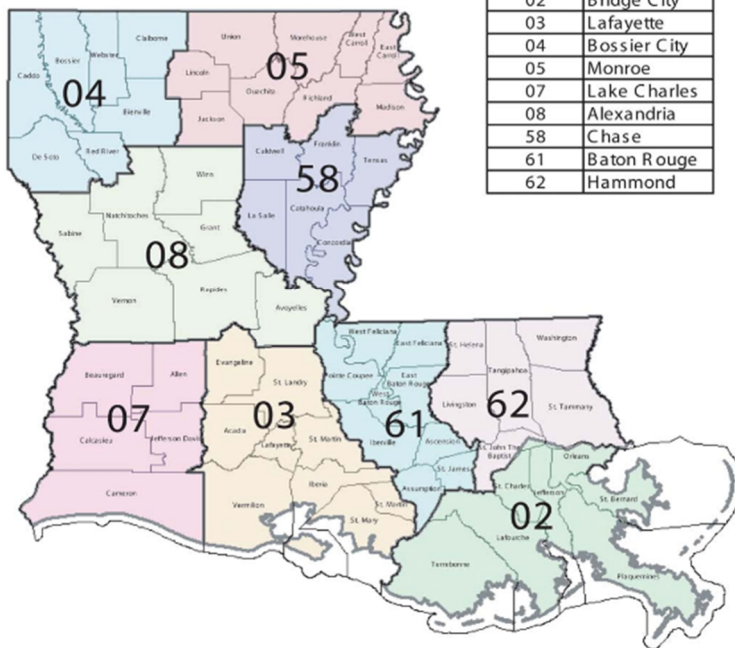 02 Bridge City
03 Lafayette
04 Bossier City
05 Monroe
07 Lake Charles
08 Alexandria
58 Chase
61 Baton Rouge
62 Hammond
Caddo
Bossier
Webster
Claiborne
04
Bienville
De Soto
Red River
Union
Morehouse
West
Carroll
East
Carroll
Lincoln
05
Ouachita
Richland
Madison
Jackson
Caldwell
Franklin
Tensas
58
La Salle
Catahoula
Concordia
Winn
Natchitoches
Sabine
Grant
08
Vernon
Rapides
Avoyelles
Beauregard
Allen
07
Calcasieu
Jefferson Davis
Cameron
Evangeline
St. Landry
03
Acadia
Lafayette
St. Martin
Iberia
Vermilion
St. Martin
St. Mary
West Feliciana
East Feliciana
Pointe Coupee
East
Baton Rouge
West
Baton Rouge
61
Iberville
Ascension
St. James
Assumption
St. Helena
Washington
Tangipahoa
Livingston
62
St. Tammany
St. John The
Baptist
Orleans
St. Charles
Jefferson
St. Bernard
02
Lafourche
Terrebonne
Plaquemines